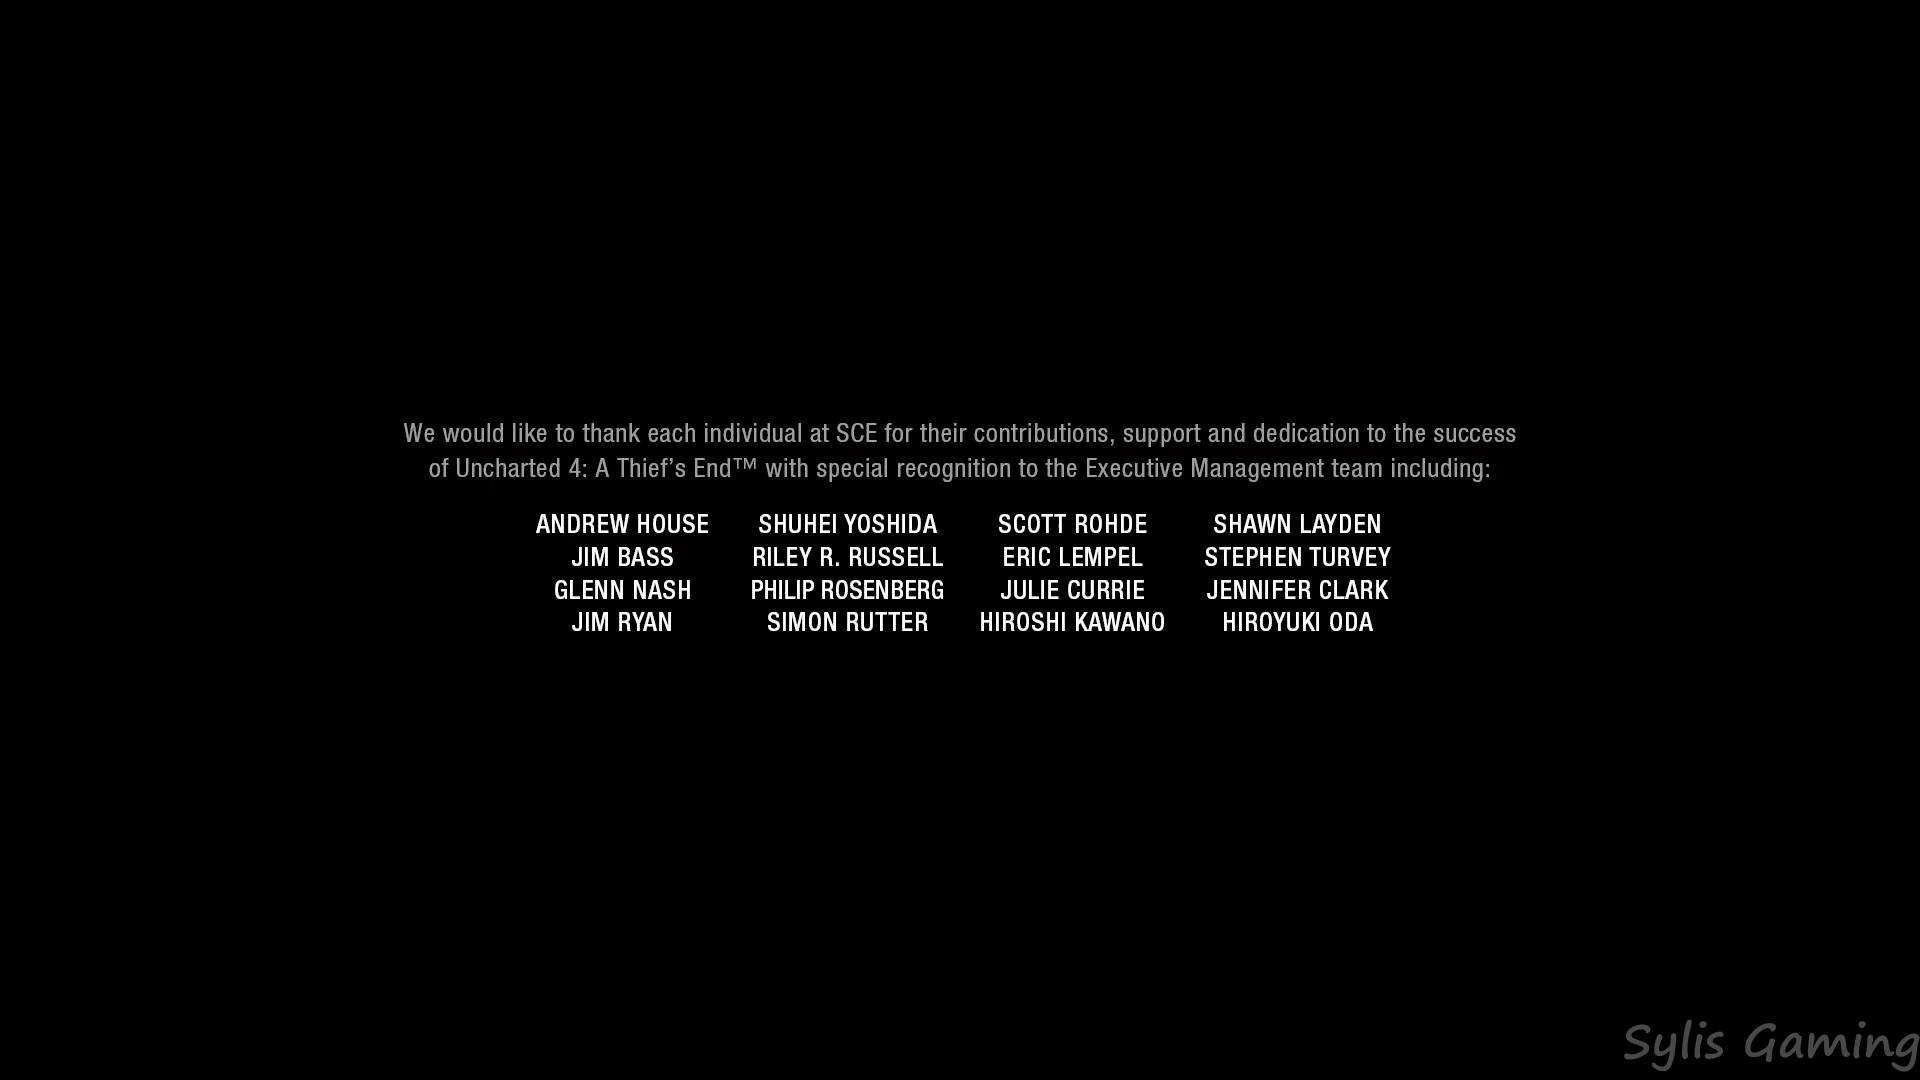 We would like to thank each individual at SCE for their contributions, support and dedication to the success
of Uncharted 4: A Thief’s End™ with special recognition to the Executive Management team including:
ANDREW HOUSE SHUHEI YOSHIDA SCOTT ROHDE SHAWN LAYDEN
JIM BASS RILEY R. RUSSELL ERIC LEMPEL STEPHEN TURVEY
GLENN NASH PHILIP ROSENBERG JULIE CURRIE JENNIFER CLARK
JIM RYAN SIMON RUTTER HIROSHI KAWANO HIROYUKI ODA
Sylis Gaming